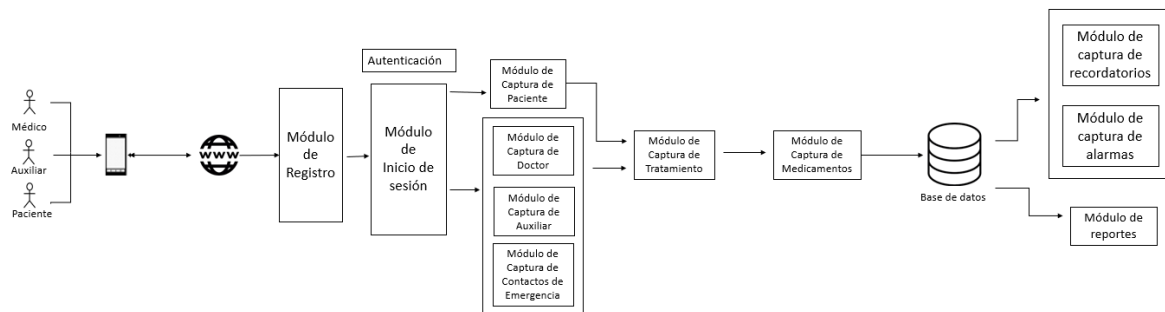 Médico
Auxiliar
Paciente
WWW
Módulo
de
Registro
Autenticación
Módulo
de
Inicio de
sesión
Módulo de
Captura de
Paciente
Módulo de
Captura de
Doctor
Módulo de
Captura de
Auxiliar
Módulo de
Captura de
Contactos de
Emergencia
Módulo de
Captura de
Tratamiento
Módulo de
Captura de
Medicamentos
Base de datos
Módulo de
captura de
recordatorios
Módulo de
captura de
alarmas
Módulo de
reportes